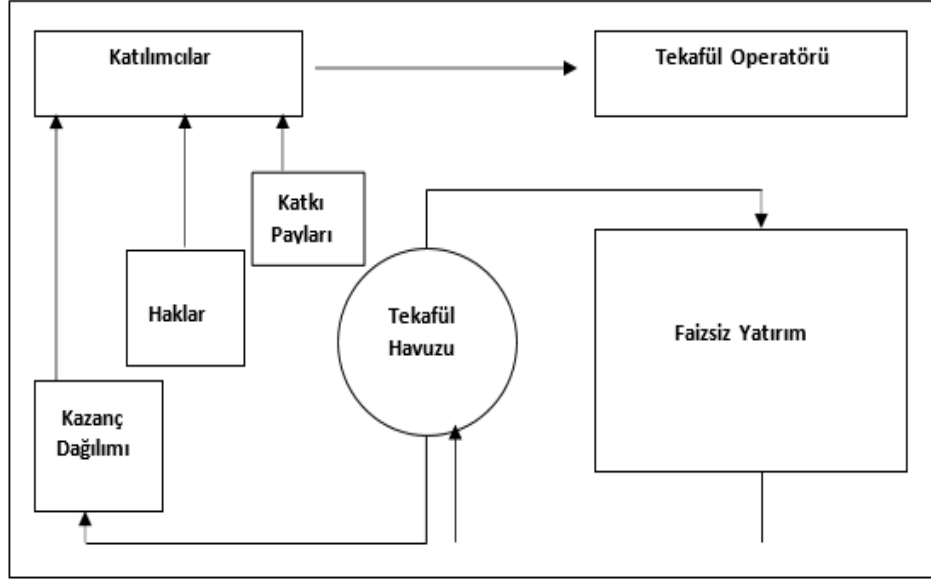 Katılımcılar
Tekafül Operatörü
Katkı
Payları
Haklar
Tekafül
Havuzu
Faizsiz Yatırım
Kazanç
Dağılımı